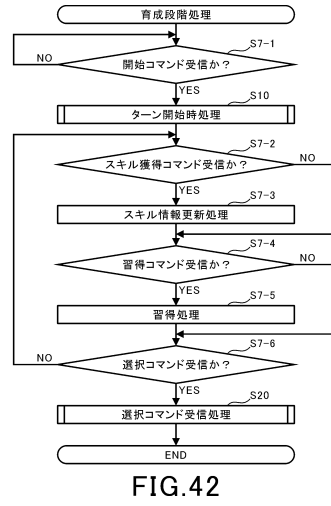 育成段階処理
S7-1
開始コマンド受信か？
NO
YES
S10
ターン開始時処理
S7-2
スキル獲得コマンド受信か？
NO
YES
S7-3
スキル情報更新処理
S7-4
習得コマンド受信か？
NO
YES
S7-5
習得処理
S7-6
選択コマンド受信か？
NO
YES
S20
選択コマンド受信処理
END
FIG.42